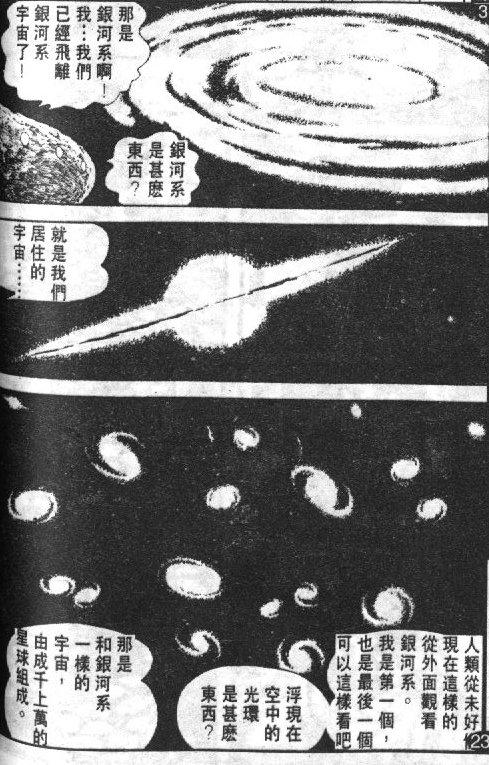 那是
銀河系啊！
我…我們
已經飛離
銀河系
宇宙了！
銀河系
是甚麽
東西？
就是我們
居住的
宇宙……
人類從未好
現在這樣的
從外面觀看
銀河系。
我是第一個，
也是最後一個
可以這樣看吧
浮現在
空中的
光環
是甚麽
東西？
那是
和銀河系
一樣的
宇宙，
由成千上萬的
星球組成。
23